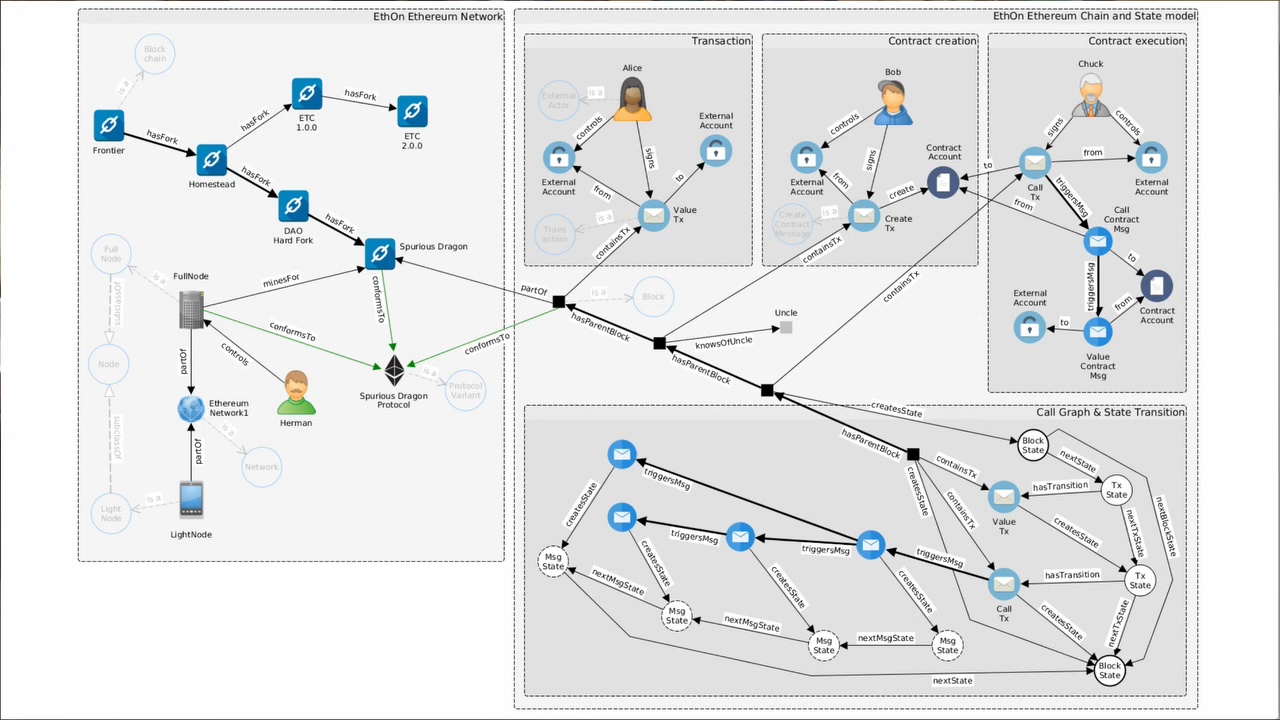 EthOn Ethereum Network
Block
chain
is a
hasFork
hasFork
hasFork
ETC
1.0.0
ETC
2.0.0
Frontier
Homestead
hasFork
DAO
Hard Fork
hasFork
Spurious Dragon
Full
Node
is a
FullNode
minesFor
conformsTo
conformsTo
subclassOf
Node
partOf
controls
is a
Spurious Dragon
Protocol
Protocol
Variant
Ethereum
Network1
Herman
is a
Network
subclassOf
partOf
Light
Node
is a
LightNode
EthOn Ethereum Chain and State model
Transaction
Alice
External
Actor
is a
controls
External
Account
External
Account
signs
from
to
Trans
action
is a
Value
Tx
containsTx
Contract creation
Bob
controls
External
Account
signs
from
create
Contract
Account
Create
Contract
Message
is a
Create
Tx
containsTx
Contract execution
Chuck
signs
controls
to
from
Call
Tx
External
Account
triggersMsg
from
Call
Contract
Msg
to
triggersMsg
from
Contract
Account
External
Account
to
Value
Contract
Msg
partOf
is a
Block
hasParentBlock
conformsTo
containsTx
Uncle
knowsOfUncle
hasParentBlock
createsState
hasParentBlock
Call Graph & State Transition
Block
State
nextState
containsTx
hasTransition
Tx
State
createsState
containsTx
Value
Tx
createsState
nextTxState
nextBlockState
triggersMsg
createsState
triggersMsg
triggersMsg
triggersMsg
Msg
State
createsState
createsState
createsState
hasTransition
Tx
State
Call
Tx
createsState
nextTxState
nextMsgState
Msg
State
nextMsgState
Msg
State
nextMsgState
Msg
State
Block
State
nextState